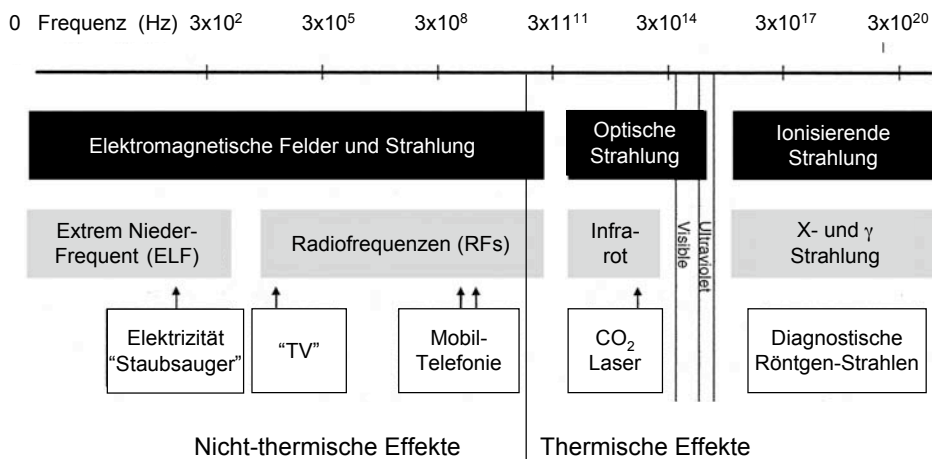 0 Frequenz (Hz) 3x10² 3x10⁵ 3x10⁸ 3x10¹¹ 3x10¹⁴ 3x10¹⁷ 3x10²⁰
Elektromagnetische Felder und Strahlung
Optische
Strahlung
Ionisierende
Strahlung
Extrem Nieder-
Frequent (ELF)
Radiofrequenzen (RFs)
Infra-
rot
Visible
Ultraviolet
X- und γ
Strahlung
Elektrizität
“Staubsauger”
“TV”
Mobil-
Telefonie
CO₂
Laser
Diagnostische
Röntgen-Strahlen
Nicht-thermische Effekte
Thermische Effekte